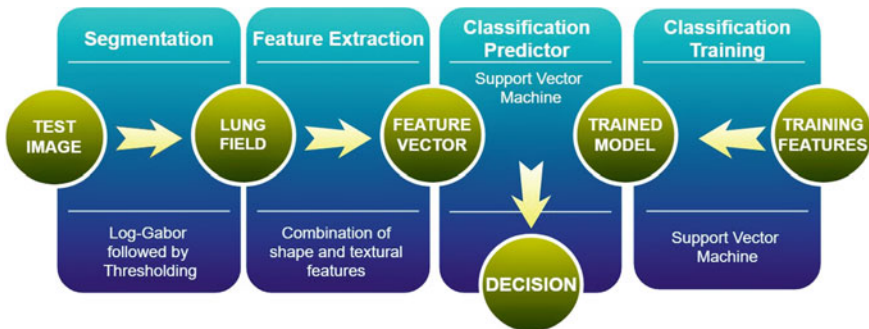 Segmentation
Feature Extraction
Classification
Predictor
Classification
Training
Support Vector
Machine
TEST
IMAGE
LUNG
FIELD
FEATURE
VECTOR
TRAINED
MODEL
TRAINING
FEATURES
Log-Gabor
followed by
Thresholding
Combination of
shape and textural
features
Support Vector
Machine
DECISION